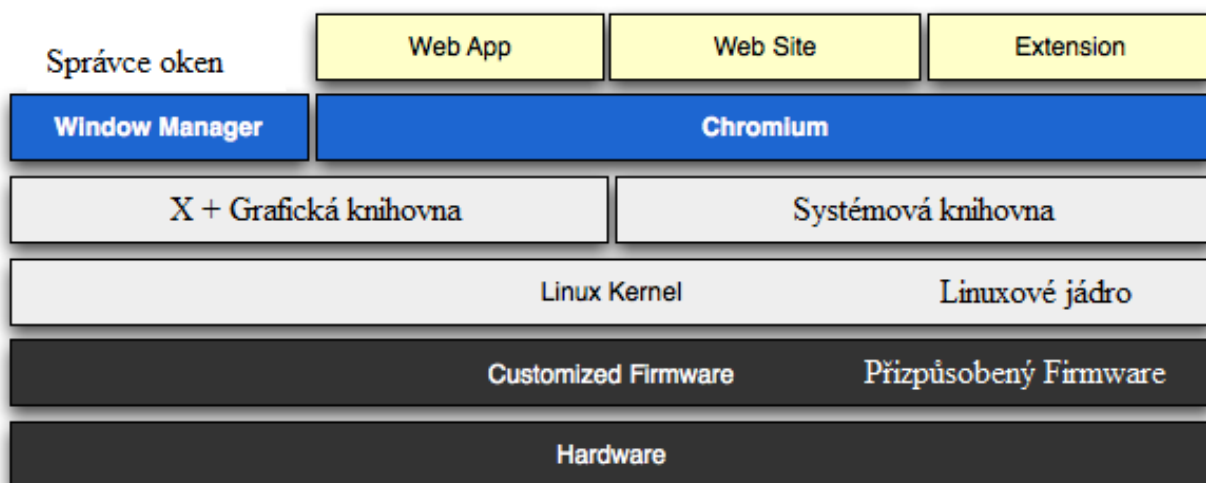 Web App
Web Site
Extension
Správce oken
Window Manager
Chromium
X + Grafická knihovna
Systémová knihovna
Linux Kernel
Linuxové jádro
Customized Firmware
Přizpůsobený Firmware
Hardware